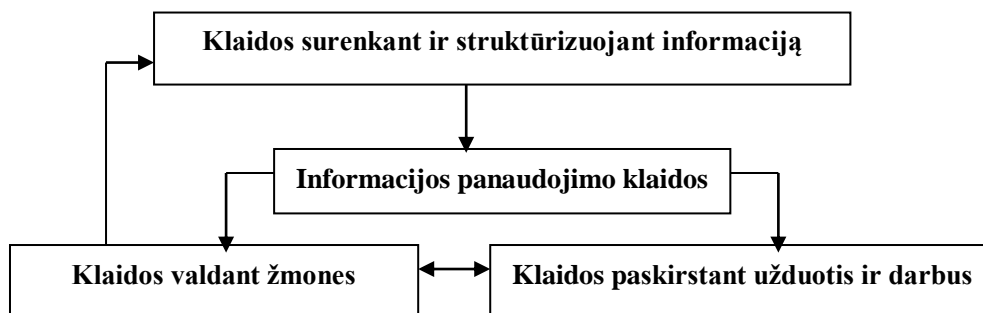 Klaidos surenkant ir struktūrizuojant informaciją
Informacijos panaudojimo klaidos
Klaidos valdant žmones
Klaidos paskirstant užduotis ir darbus